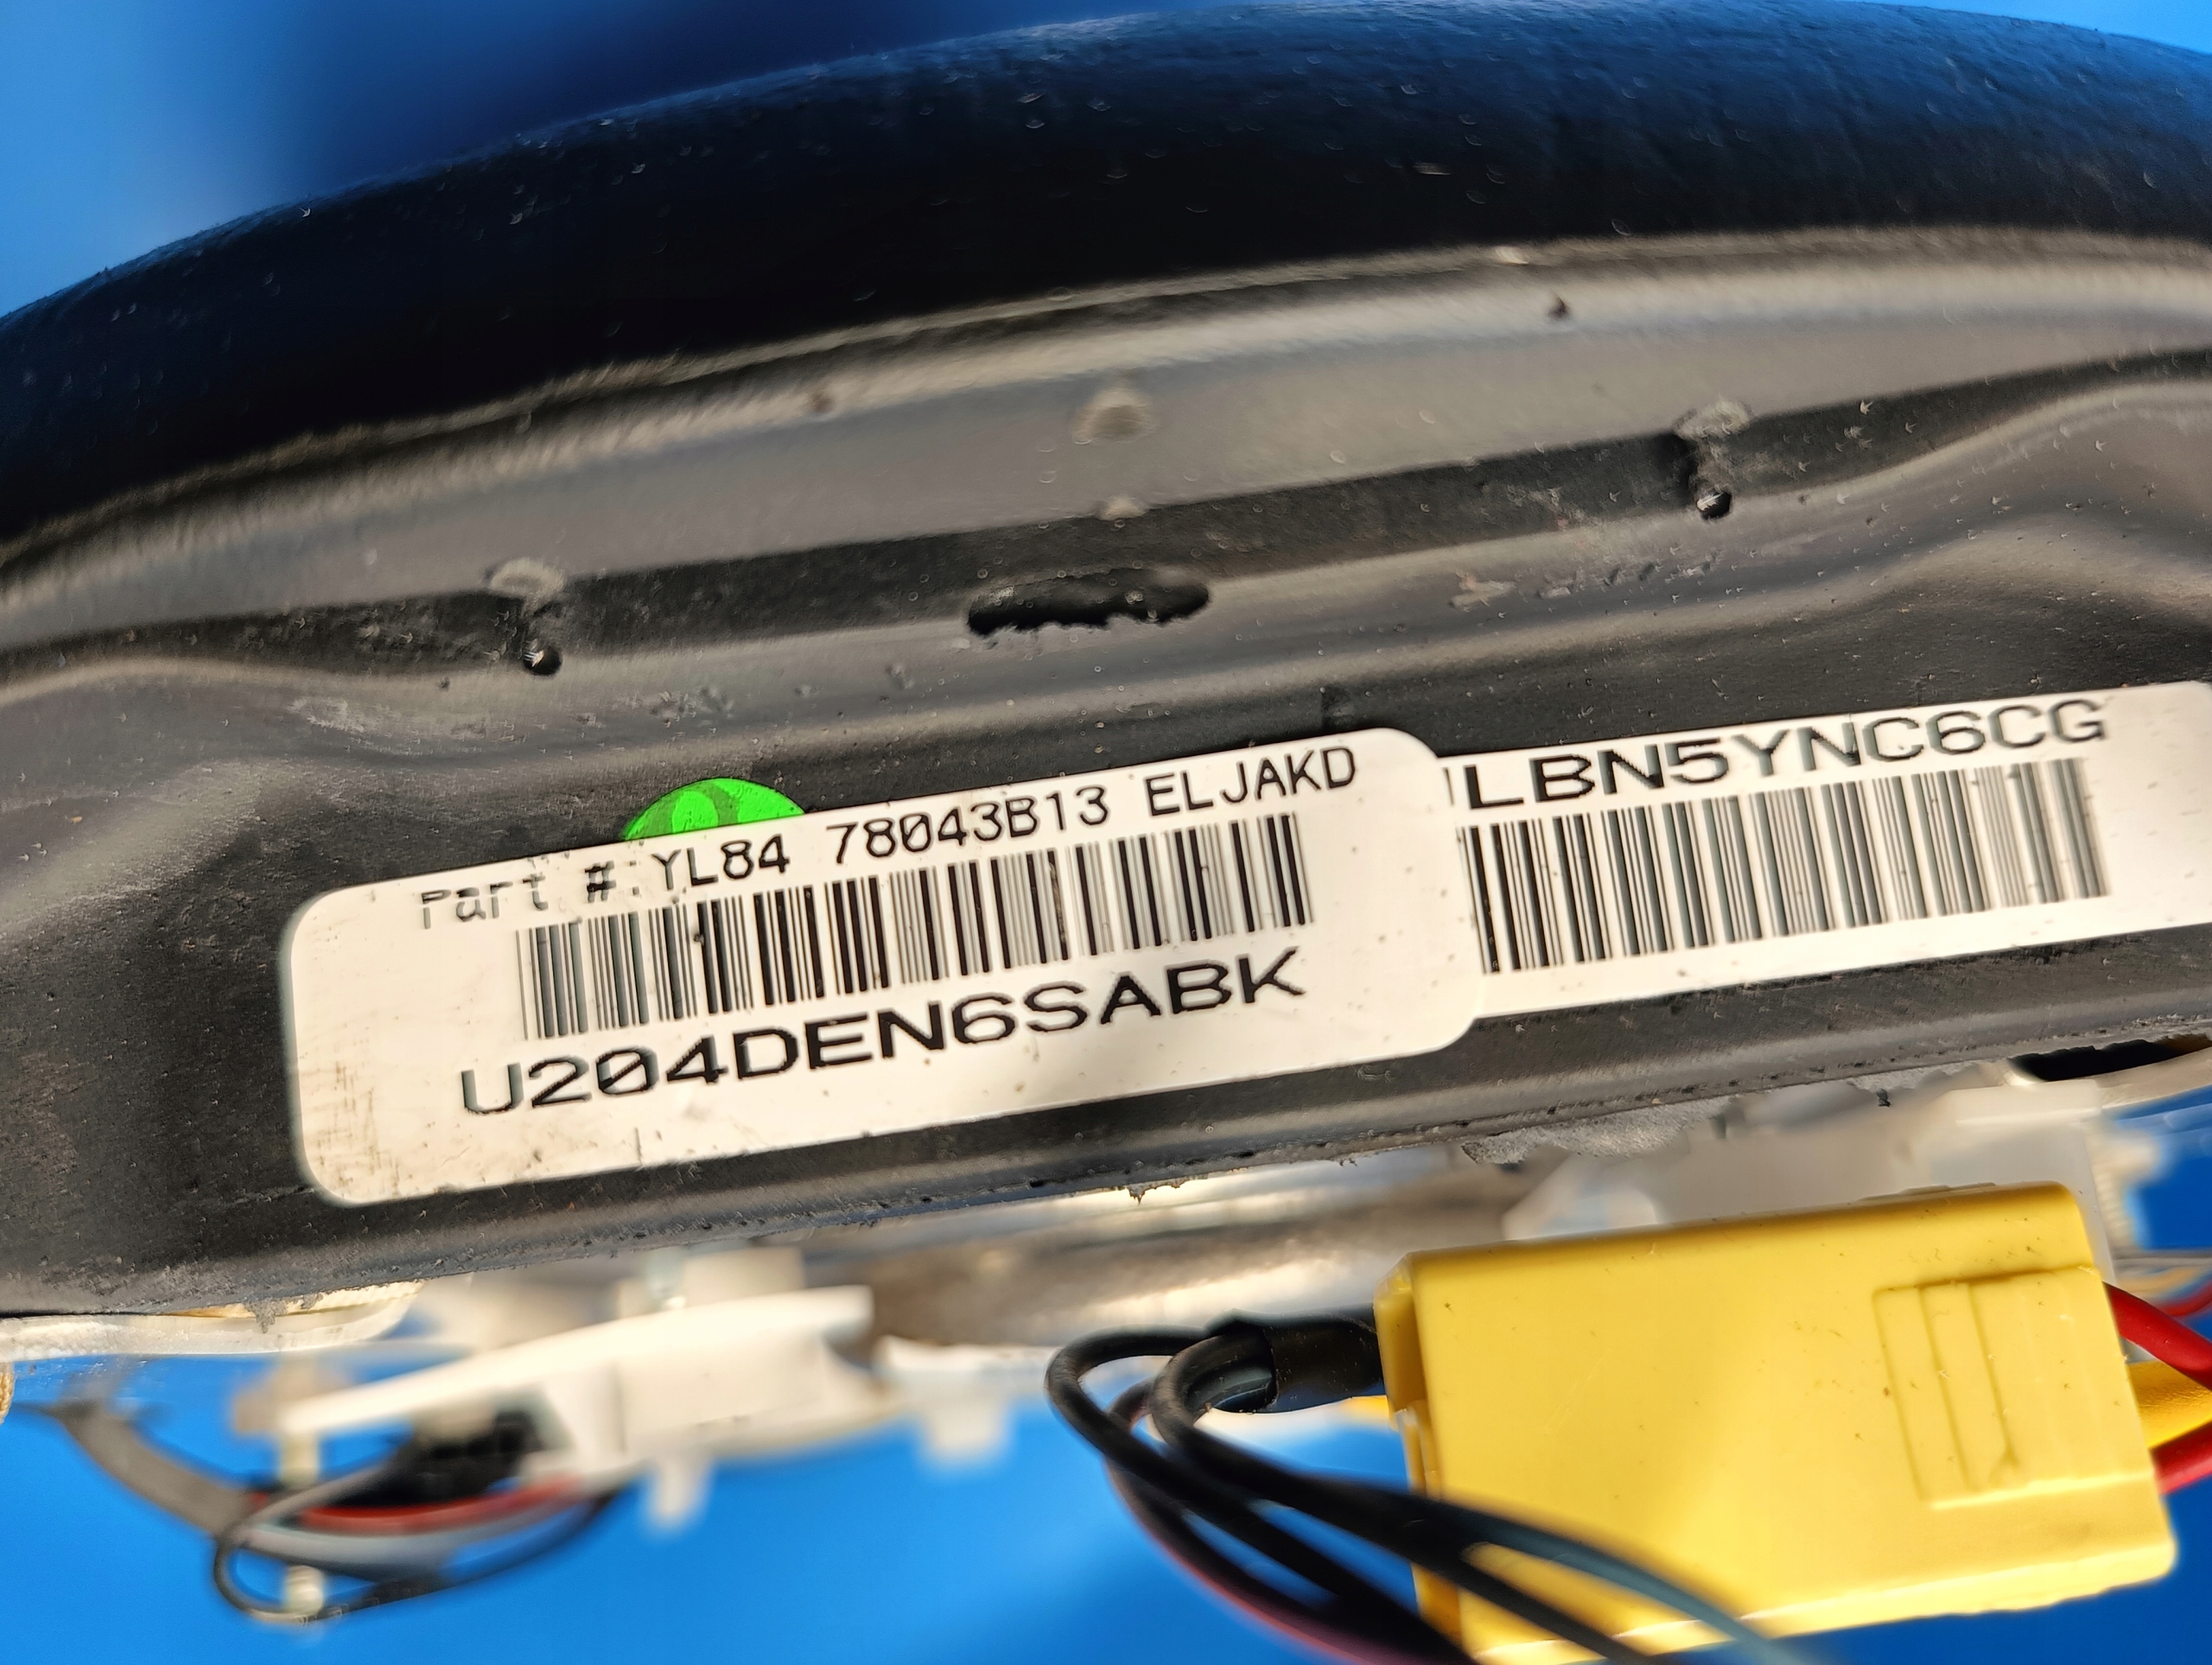 Part #:YL84 78043B13 ELJAKD
U204DEN6SABK
LBN5YNC6CG